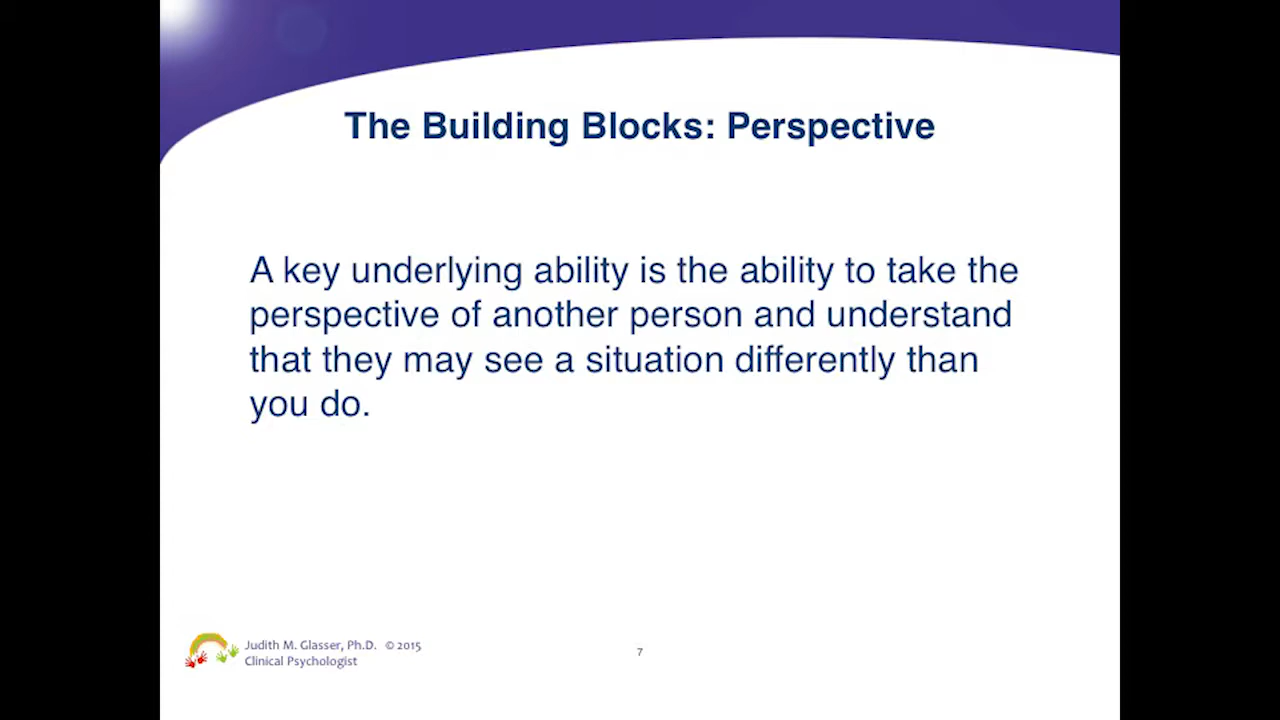 The Building Blocks: Perspective
A key underlying ability is the ability to take the
perspective of another person and understand
that they may see a situation differently than
you do.
Judith M. Glasser, Ph.D. © 2015
Clinical Psychologist
7